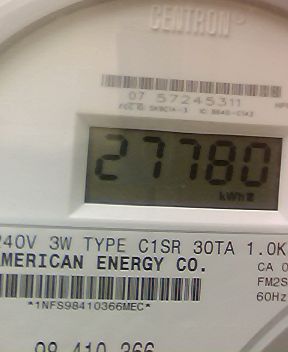 CENTRON®
07 57245311
27780
kWh
240V 3W TYPE C1SR 30TA 1.0K
AMERICAN ENERGY CO.
CA 0
FM2S
60Hz
*1NFS98410366MEC*
98 410 366